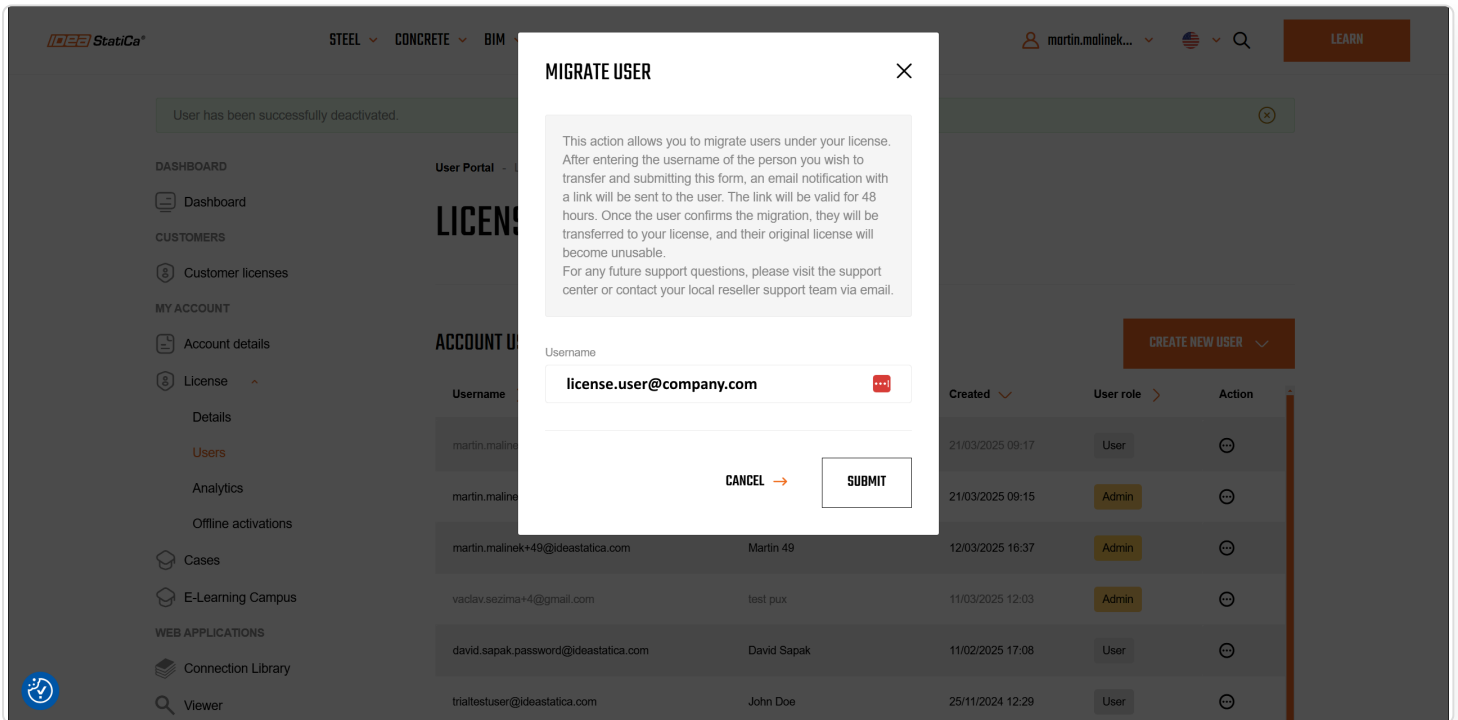 IDEA StatiCa®
STEEL
CONCRETE
BIM
martin.malinek...
LEARN
MIGRATE USER
User has been successfully deactivated.
This action allows you to migrate users under your license.
After entering the username of the person you wish to
transfer and submitting this form, an email notification with
a link will be sent to the user. The link will be valid for 48
hours. Once the user confirms the migration, they will be
transferred to your license, and their original license will
become unusable.
For any future support questions, please visit the support
center or contact your local reseller support team via email.
Username
license.user@company.com
CANCEL
SUBMIT
DASHBOARD
Dashboard
CUSTOMERS
Customer licenses
MY ACCOUNT
Account details
License
Details
Users
Analytics
Offline activations
Cases
E-Learning Campus
WEB APPLICATIONS
Connection Library
Viewer
User Portal -
LICENS
ACCOUNT U
CREATE NEW USER
Username Created User role Action
martin.maline 21/03/2025 09:17 User
martin.maline 21/03/2025 09:15 Admin
martin.malinek+49@ideastatica.com Martin 49 12/03/2025 16:37 Admin
vaclav.sezima+4@gmail.com test pux 11/03/2025 12:03 Admin
david.sapak.password@ideastatica.com David Sapak 11/02/2025 17:08 User
trialtestuser@ideastatica.com John Doe 25/11/2024 12:29 User